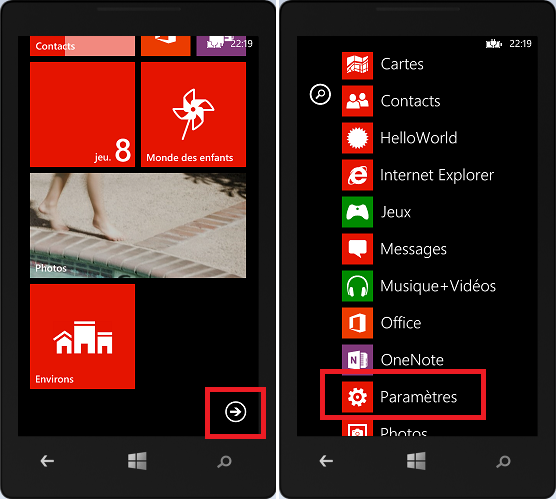 Contacts
22:19
jeu. 8
Monde des enfants
Photos
Environs
22:19
Cartes
Contacts
HelloWorld
Internet Explorer
Jeux
Messages
Musique+Vidéos
Office
OneNote
Paramètres
Photos